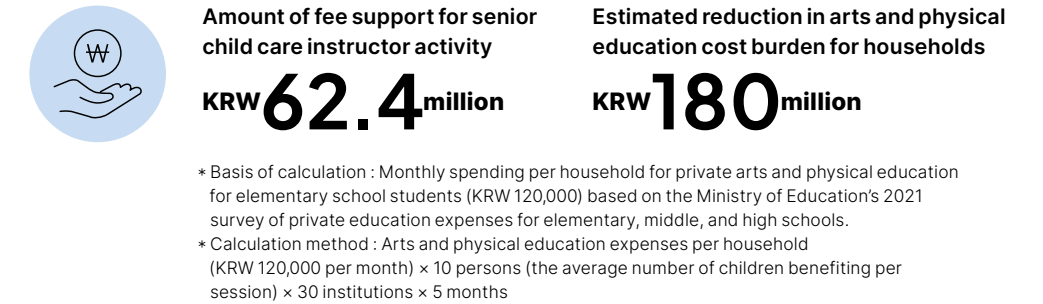 ₩
Amount of fee support for senior
child care instructor activity
KRW62.4million
Estimated reduction in arts and physical
education cost burden for households
KRW180million
* Basis of calculation : Monthly spending per household for private arts and physical education
for elementary school students (KRW 120,000) based on the Ministry of Education's 2021
survey of private education expenses for elementary, middle, and high schools.
* Calculation method : Arts and physical education expenses per household
(KRW 120,000 per month) × 10 persons (the average number of children benefiting per
session) × 30 institutions × 5 months